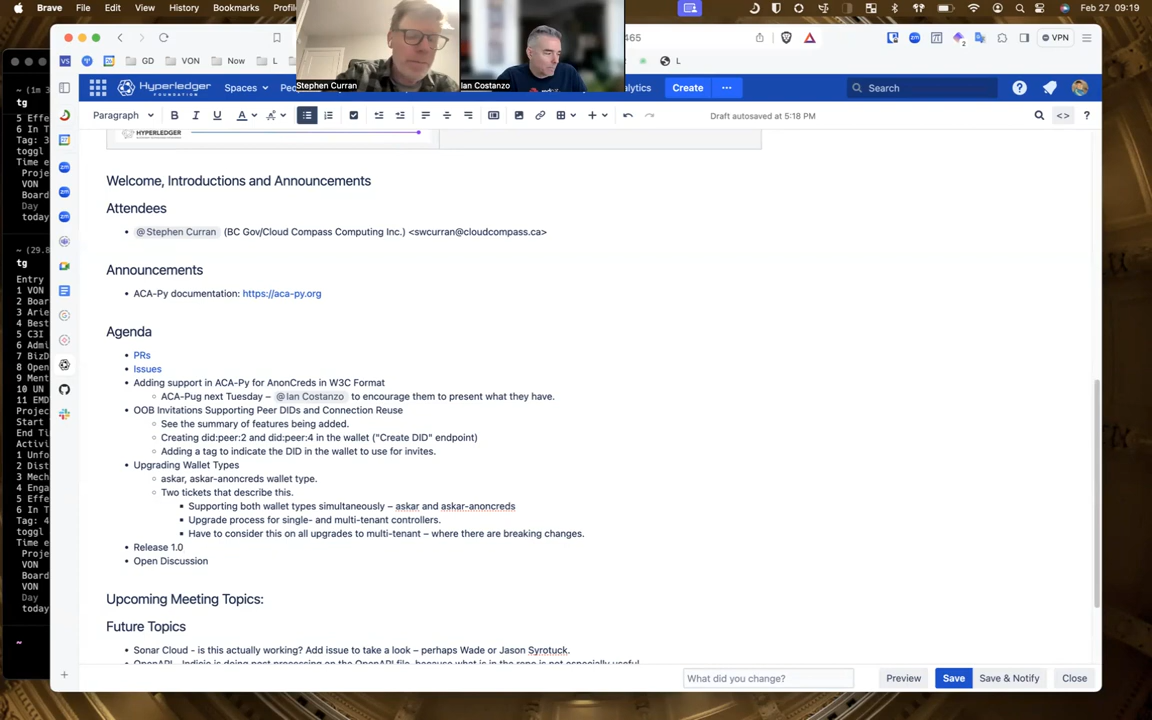 Brave File Edit View History Bookmarks Profil
Feb 27 09:19
Stephen Curran
Ian Costanzo
465
VPN
GD VON Now L
L
HYPERLEDGER FOUNDATION Spaces Peo alytics Create Search
Paragraph B I U A Draft autosaved at 5:18 PM
HYPERLEDGER
Welcome, Introductions and Announcements
Attendees
• @Stephen Curran (BC Gov/Cloud Compass Computing Inc.) <swcurran@cloudcompass.ca>
Announcements
• ACA-Py documentation: https://aca-py.org
Agenda
• PRs
• Issues
• Adding support in ACA-Py for AnonCreds in W3C Format
◦ ACA-Pug next Tuesday – @Ian Costanzo to encourage them to present what they have.
• OOB Invitations Supporting Peer DIDs and Connection Reuse
◦ See the summary of features being added.
◦ Creating did:peer:2 and did:peer:4 in the wallet ("Create DID" endpoint)
◦ Adding a tag to indicate the DID in the wallet to use for invites.
• Upgrading Wallet Types
◦ askar, askar-anoncreds wallet type.
◦ Two tickets that describe this.
▪ Supporting both wallet types simultaneously – askar and askar-anoncreds
▪ Upgrade process for single- and multi-tenant controllers.
▪ Have to consider this on all upgrades to multi-tenant – where there are breaking changes.
• Release 1.0
• Open Discussion
Upcoming Meeting Topics:
Future Topics
• Sonar Cloud - is this actually working? Add issue to take a look – perhaps Wade or Jason Syrotuck.
What did you change? Preview Save Save & Notify Close